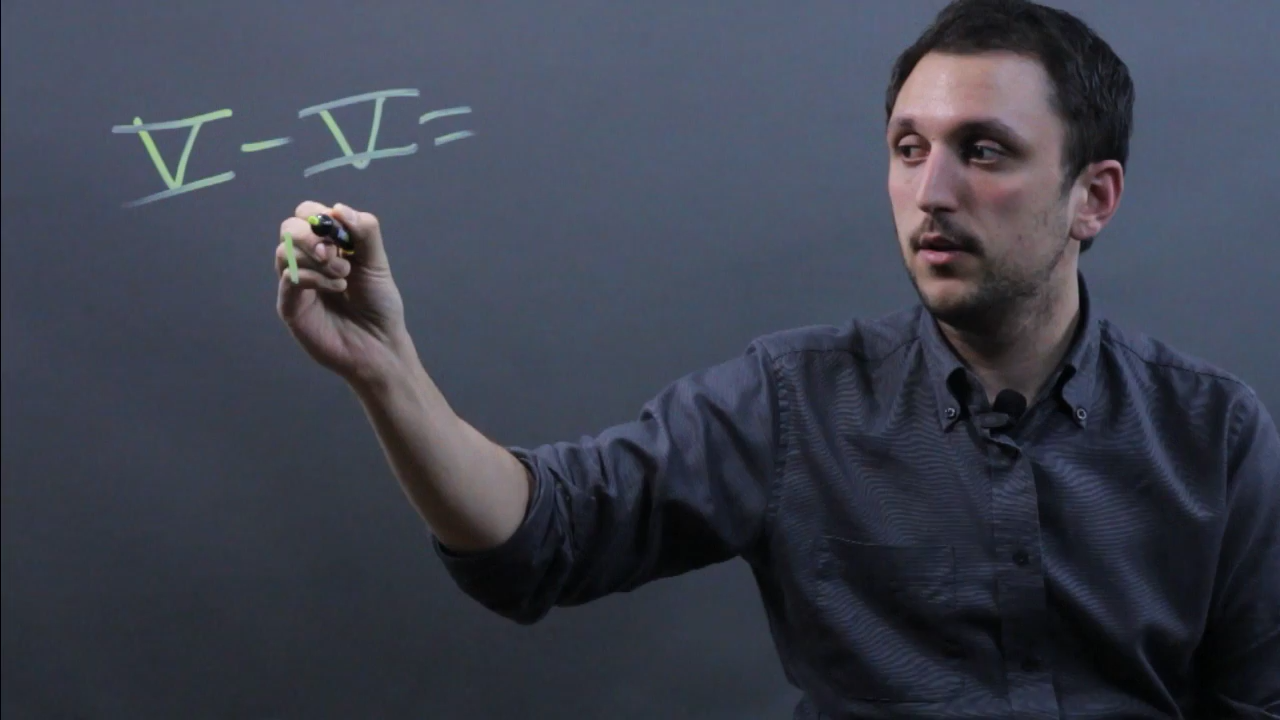 V - V =